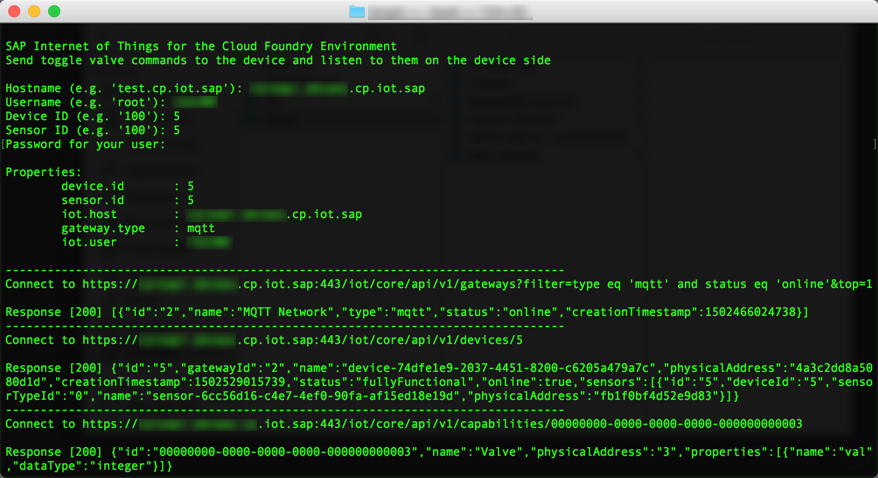 SAP Internet of Things for the Cloud Foundry Environment
Send toggle valve commands to the device and listen to them on the device side
Hostname (e.g. 'test.cp.iot.sap'): .cp.iot.sap
Username (e.g. 'root'):
Device ID (e.g. '100'): 5
Sensor ID (e.g. '100'): 5
[Password for your user: ]
Properties:
device.id : 5
sensor.id : 5
iot.host : .cp.iot.sap
gateway.type : mqtt
iot.user :
--------------------------------------------------------------------------------
Connect to https://.cp.iot.sap:443/iot/core/api/v1/gateways?filter=type eq 'mqtt' and status eq 'online'&top=1
Response [200] [{"id":"2","name":"MQTT Network","type":"mqtt","status":"online","creationTimestamp":1502466024738}]
--------------------------------------------------------------------------------
Connect to https://.cp.iot.sap:443/iot/core/api/v1/devices/5
Response [200] {"id":"5","gatewayId":"2","name":"device-74dfe1e9-2037-4451-8200-c6205a479a7c","physicalAddress":"4a3c2dd8a50
80d1d","creationTimestamp":1502529015739,"status":"fullyFunctional","online":true,"sensors":[{"id":"5","deviceId":"5","senso
rTypeId":"0","name":"sensor-6cc56d16-c4e7-4ef0-90fa-af15ed18e19d","physicalAddress":"fb1f0bf4d52e9d83"}]}
--------------------------------------------------------------------------------
Connect to https://.iot.sap:443/iot/core/api/v1/capabilities/00000000-0000-0000-0000-000000000003
Response [200] {"id":"00000000-0000-0000-0000-000000000003","name":"Valve","physicalAddress":"3","properties":[{"name":"val"
,"dataType":"integer"}]}